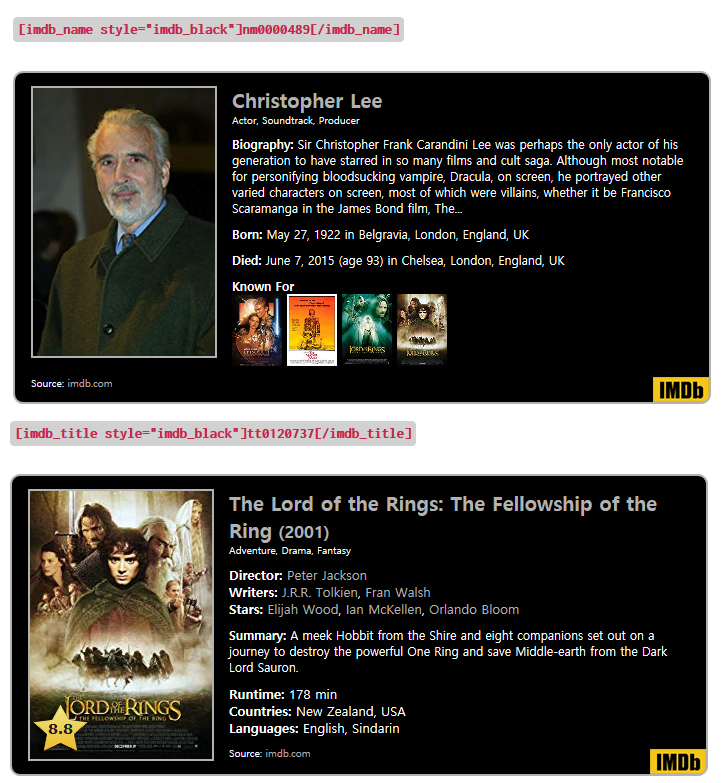 [imdb_name style="imdb_black"]nm0000489[/imdb_name]
Christopher Lee
Actor, Soundtrack, Producer
Biography: Sir Christopher Frank Carandini Lee was perhaps the only actor of his
generation to have starred in so many films and cult saga. Although most notable
for personifying bloodsucking vampire, Dracula, on screen, he portrayed other
varied characters on screen, most of which were villains, whether it be Francisco
Scaramanga in the James Bond film, The...
Born: May 27, 1922 in Belgravia, London, England, UK
Died: June 7, 2015 (age 93) in Chelsea, London, England, UK
Known For
LORD OF THE RINGS
LORD OF THE RINGS
Source: imdb.com
IMDb
[imdb_title style="imdb_black"]tt0120737[/imdb_title]
The Lord of the Rings: The Fellowship of the
Ring (2001)
Adventure, Drama, Fantasy
Director: Peter Jackson
Writers: J.R.R. Tolkien, Fran Walsh
Stars: Elijah Wood, Ian McKellen, Orlando Bloom
Summary: A meek Hobbit from the Shire and eight companions set out on a
journey to destroy the powerful One Ring and save Middle-earth from the Dark
Lord Sauron.
THE LORD OF THE RINGS
THE FELLOWSHIP OF THE RING
8.8
Runtime: 178 min
Countries: New Zealand, USA
Languages: English, Sindarin
Source: imdb.com
IMDb